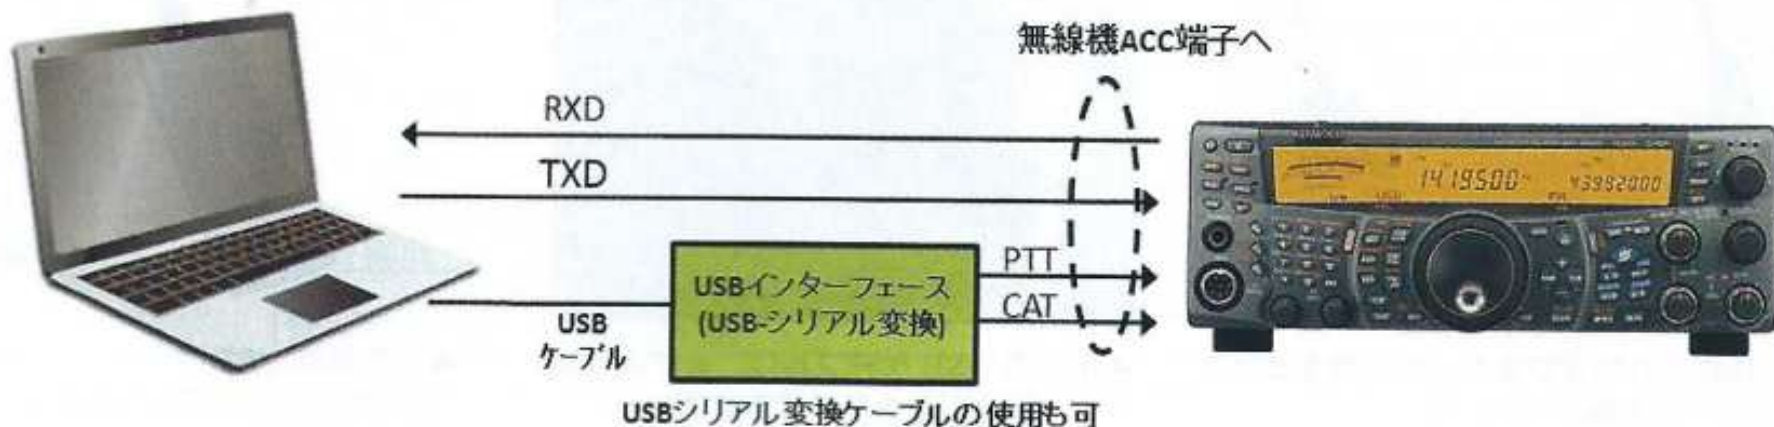 無線機ACC端子へ
RXD
TXD
1419500
43982000
PTT
USBインターフェース
(USB-シリアル変換)
CAT
USB
ケーブル
USBシリアル変換ケーブルの使用も可